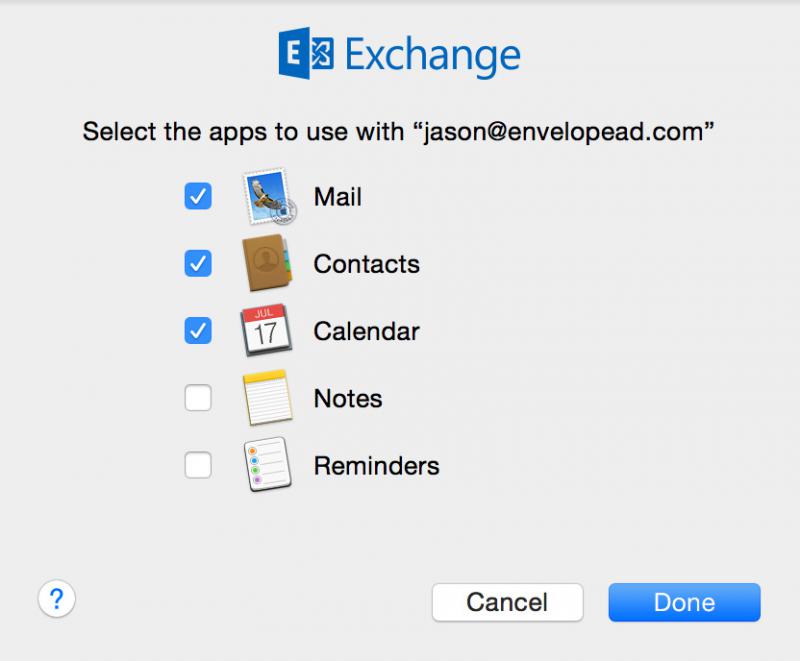 E Exchange
Select the apps to use with “jason@envelopead.com”
Mail
Contacts
JUL
17
Calendar
Notes
Reminders
?
Cancel
Done